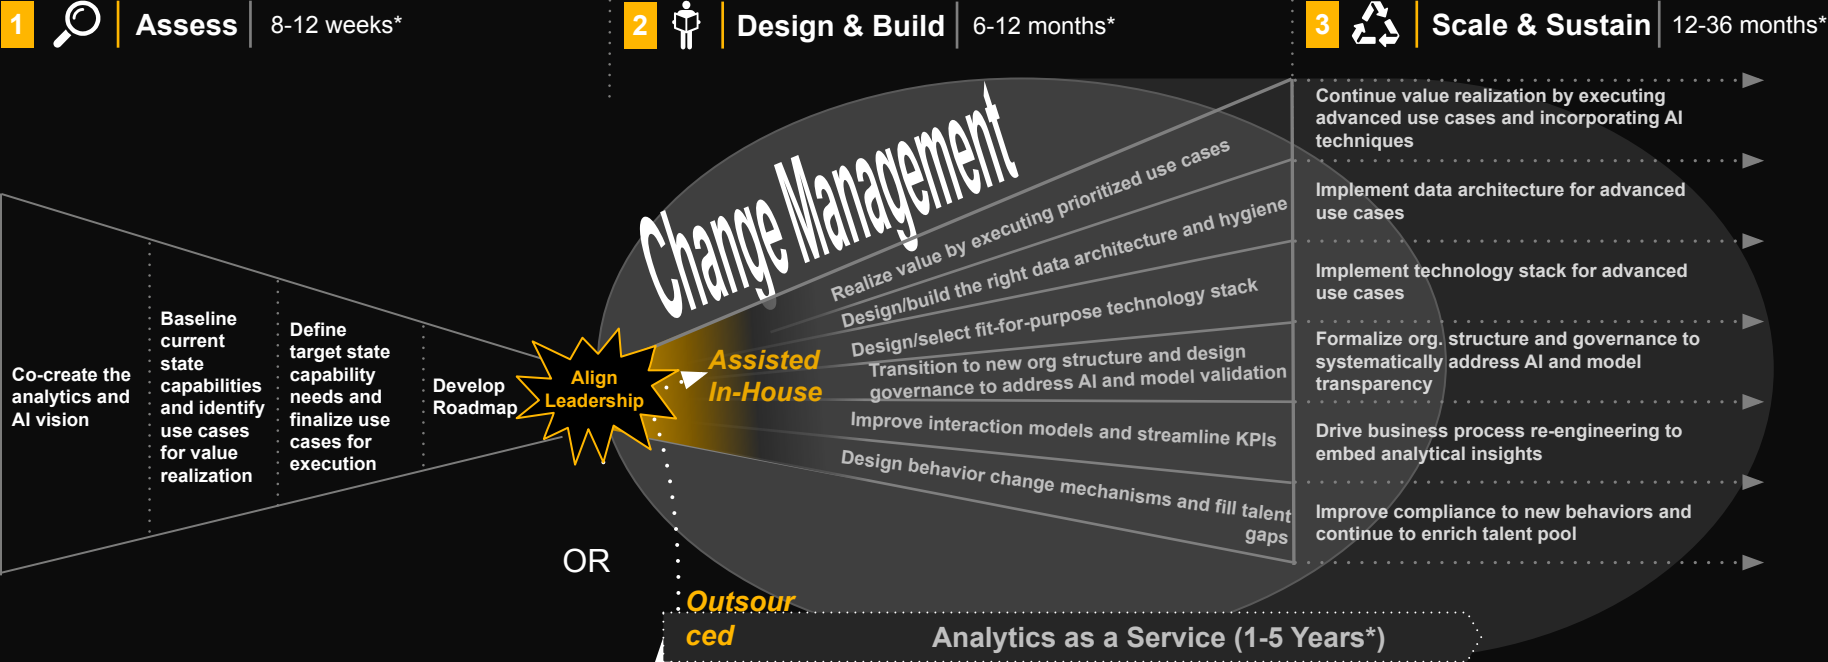 1 Assess 8-12 weeks*
2 Design & Build 6-12 months*
3 Scale & Sustain 12-36 months*
Co-create the
analytics and
AI vision
Baseline
current
state
capabilities
and identify
use cases
for value
realization
Define
target state
capability
needs and
finalize use
cases for
execution
Develop
Roadmap
Align
Leadership
Change Management
Assisted
In-House
Realize value by executing prioritized use cases
Design/build the right data architecture and hygiene
Design/select fit-for-purpose technology stack
Transition to new org structure and design
governance to address AI and model validation
Improve interaction models and streamline KPIs
Design behavior change mechanisms and fill talent
gaps
Continue value realization by executing
advanced use cases and incorporating AI
techniques
Implement data architecture for advanced
use cases
Implement technology stack for advanced
use cases
Formalize org. structure and governance to
systematically address AI and model
transparency
Drive business process re-engineering to
embed analytical insights
Improve compliance to new behaviors and
continue to enrich talent pool
OR
Outsour
ced
Analytics as a Service (1-5 Years*)